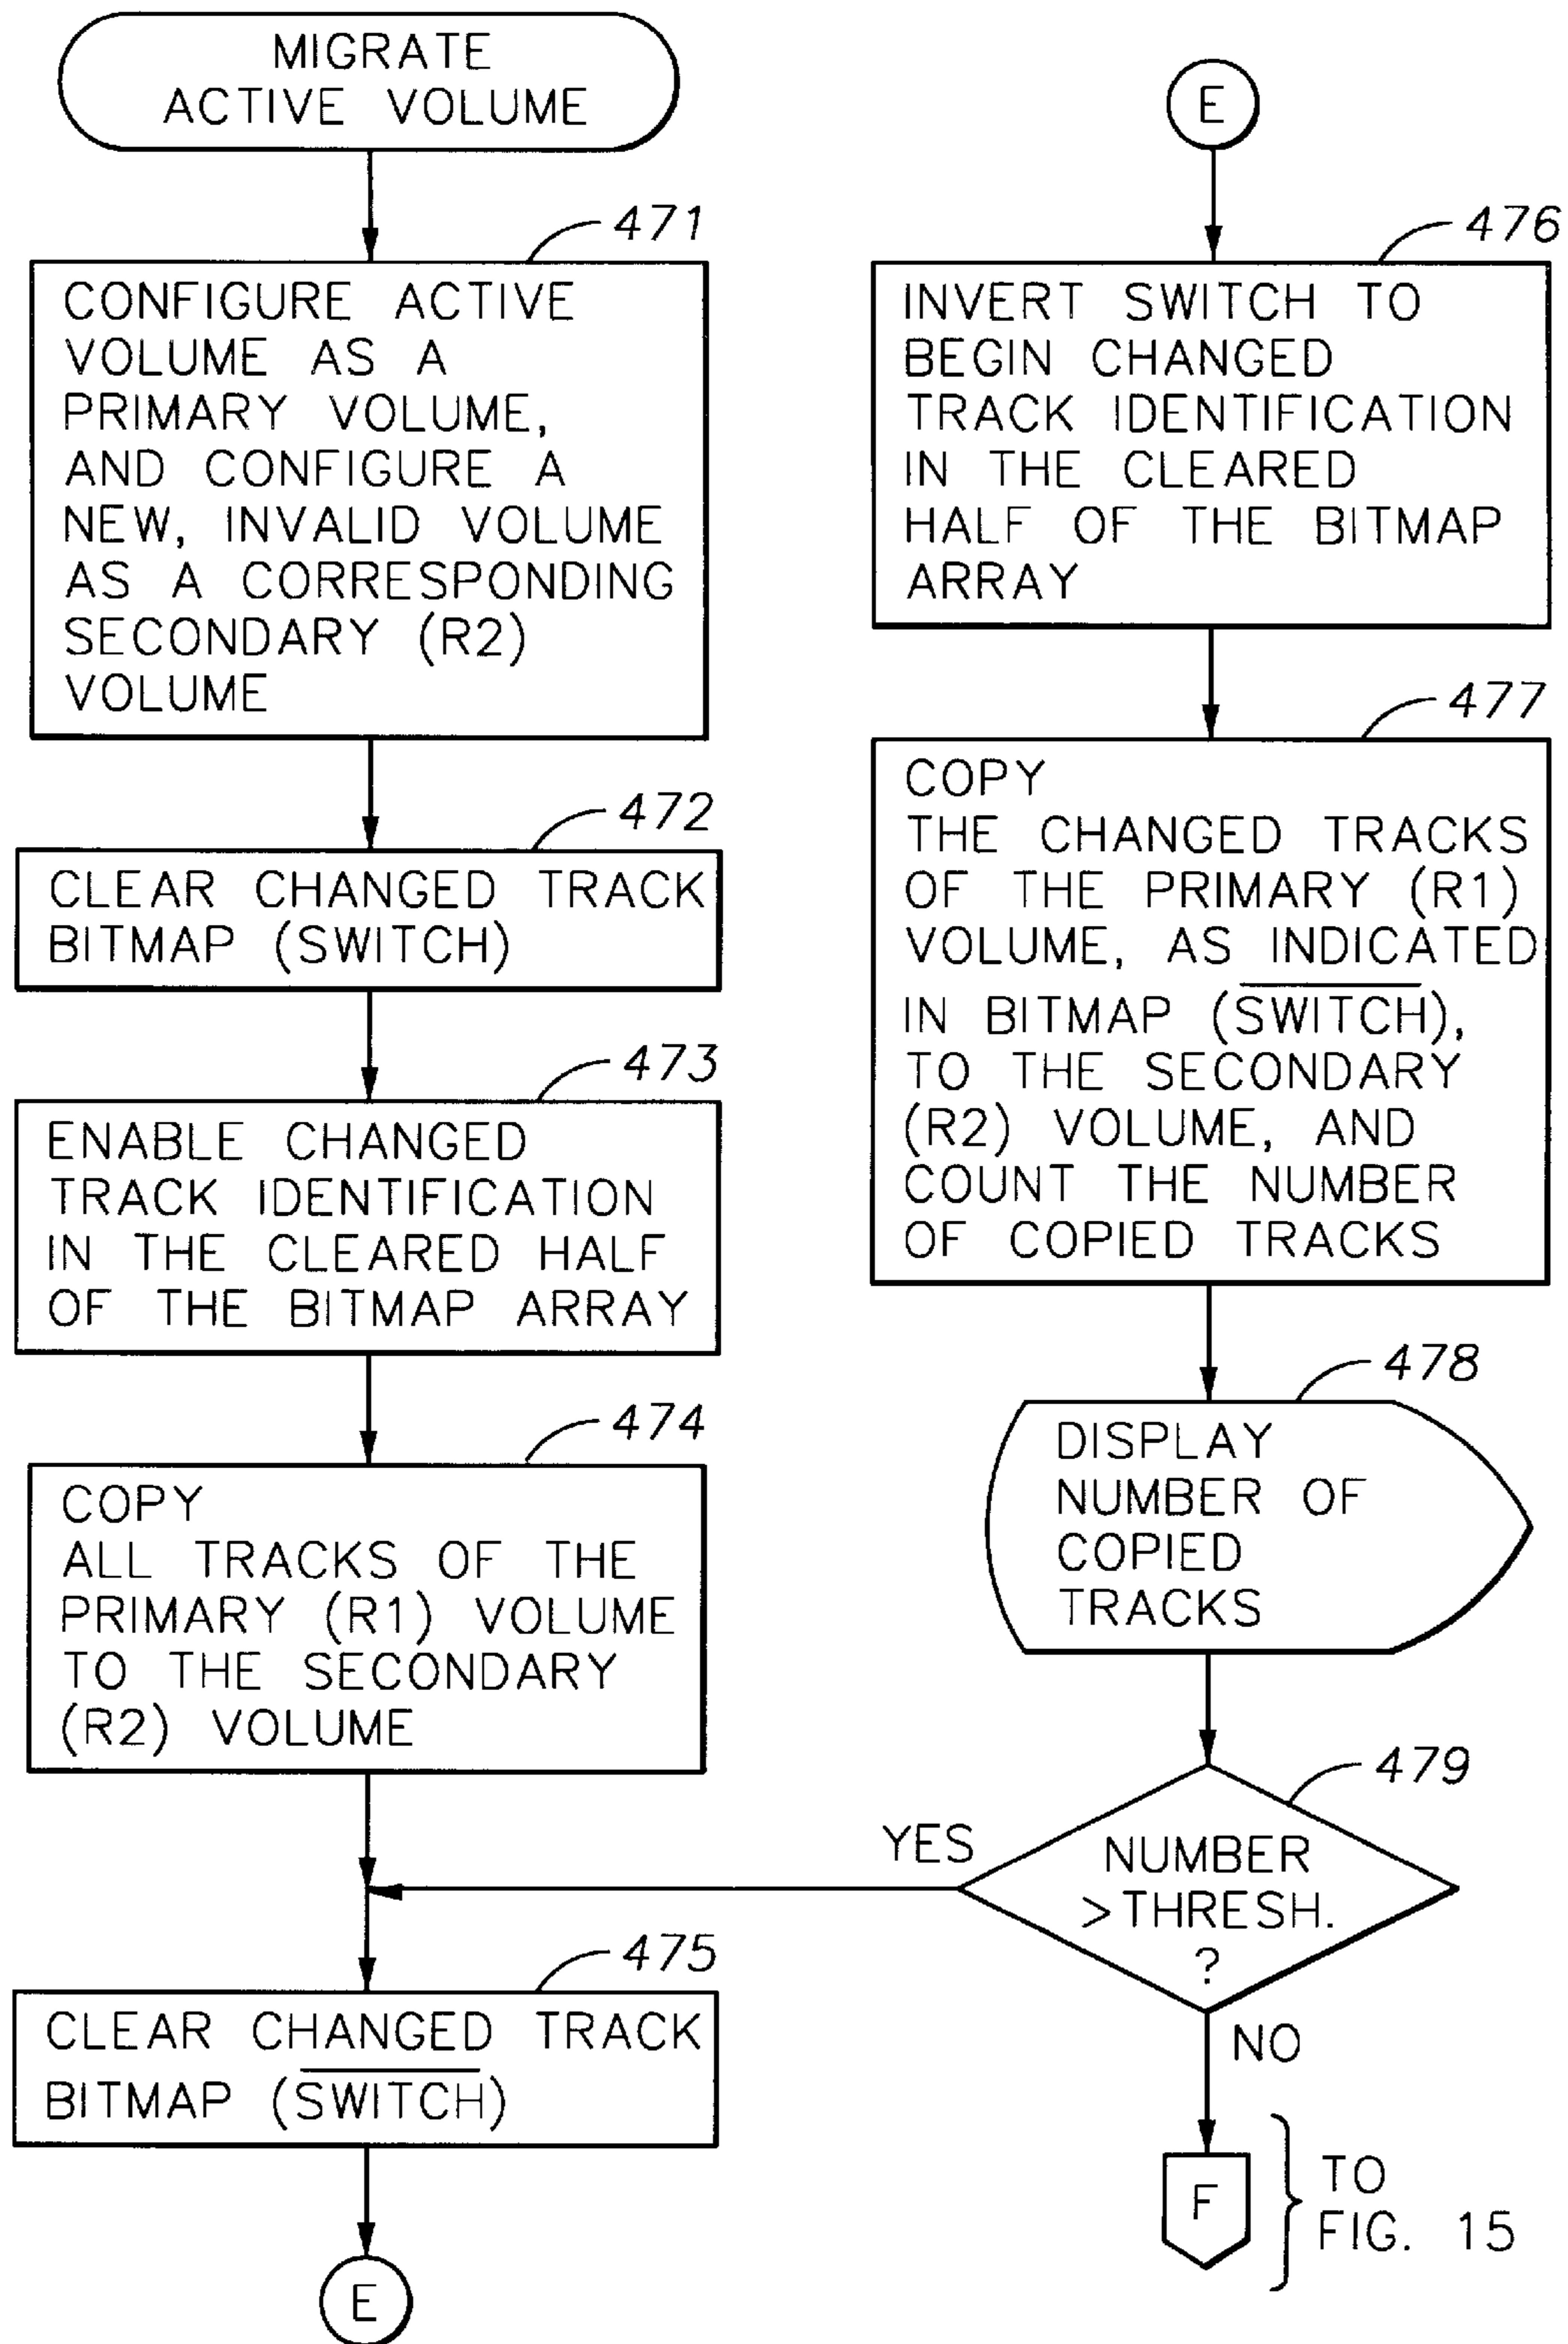 MIGRATE
ACTIVE VOLUME
471
CONFIGURE ACTIVE
VOLUME AS A
PRIMARY VOLUME,
AND CONFIGURE A
NEW, INVALID VOLUME
AS A CORRESPONDING
SECONDARY (R2)
VOLUME
472
CLEAR CHANGED TRACK
BITMAP (SWITCH)
473
ENABLE CHANGED
TRACK IDENTIFICATION
IN THE CLEARED HALF
OF THE BITMAP ARRAY
474
COPY
ALL TRACKS OF THE
PRIMARY (R1) VOLUME
TO THE SECONDARY
(R2) VOLUME
475
CLEAR CHANGED TRACK
BITMAP (S̅W̅I̅T̅C̅H̅)
E
E
476
INVERT SWITCH TO
BEGIN CHANGED
TRACK IDENTIFICATION
IN THE CLEARED
HALF OF THE BITMAP
ARRAY
477
COPY
THE CHANGED TRACKS
OF THE PRIMARY (R1)
VOLUME, AS INDICATED
IN BITMAP (S̅W̅I̅T̅C̅H̅),
TO THE SECONDARY
(R2) VOLUME, AND
COUNT THE NUMBER
OF COPIED TRACKS
478
DISPLAY
NUMBER OF
COPIED
TRACKS
479
NUMBER
>THRESH.
?
YES
NO
F
TO
FIG. 15